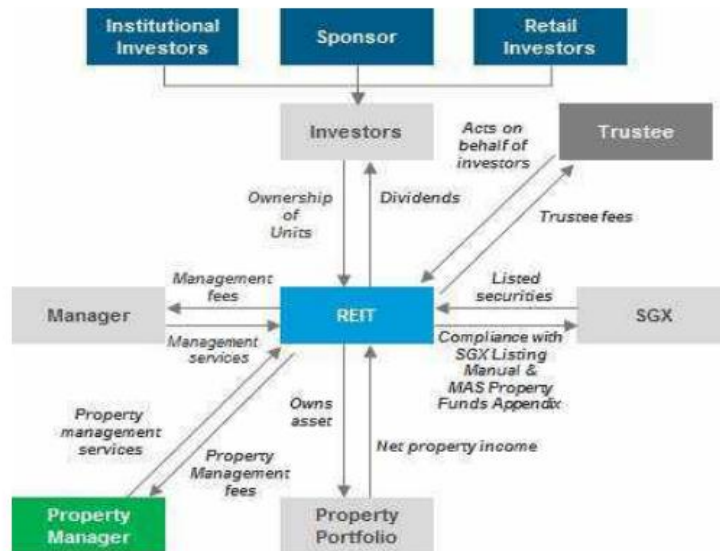 Institutional
Investors
Sponsor
Retail
Investors
Investors
Acts on
behalf of
investors
Trustee
Ownership
of
Units
Dividends
Trustee fees
Management
fees
Listed
securities
Manager
REIT
SGX
Management
services
Compliance with
SGX Listing
Manual &
MAS Property
Funds Appendix
Property
management
services
Owns
asset
Property
Management
fees
Net property income
Property
Manager
Property
Portfolio